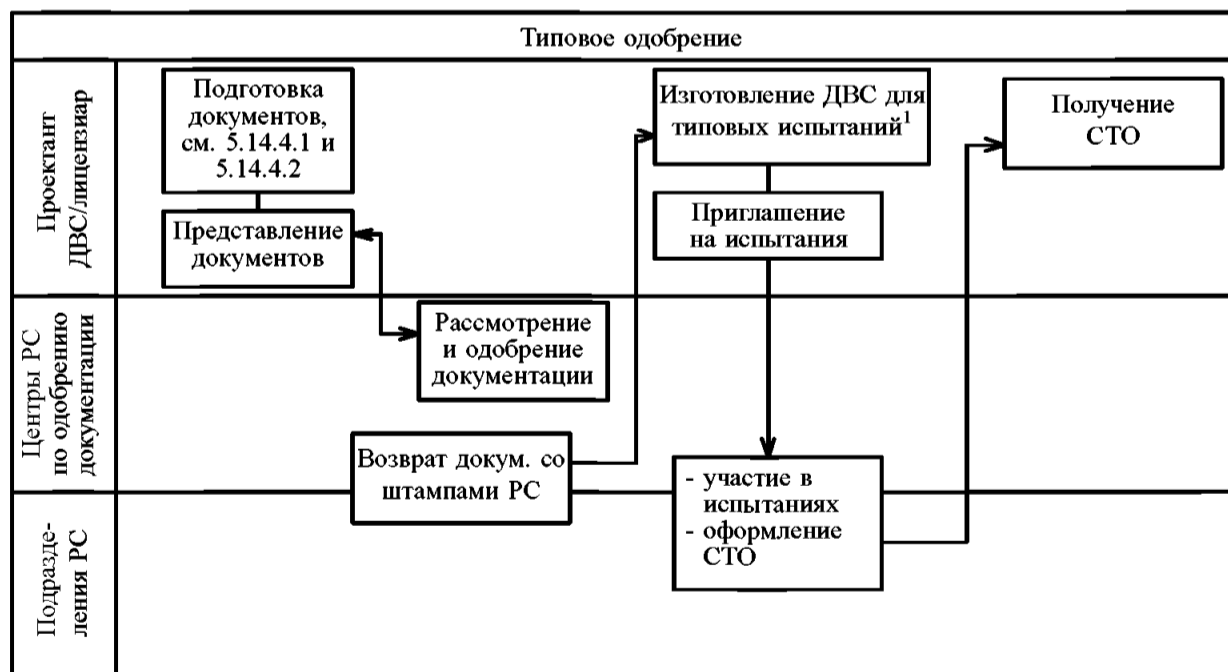 Типовое одобрение
Проектант
ДВС/лицензиар
Подготовка
документов,
см. 5.14.4.1 и
5.14.4.2
Представление
документов
Изготовление ДВС для
типовых испытаний¹
Приглашение
на испытания
Получение
СТО
Центры РС
по одобрению
документации
Рассмотрение
и одобрение
документации
Возврат докум. со
штампами РС
- участие в
испытаниях
- оформление
СТО
Подразде-
ления РС